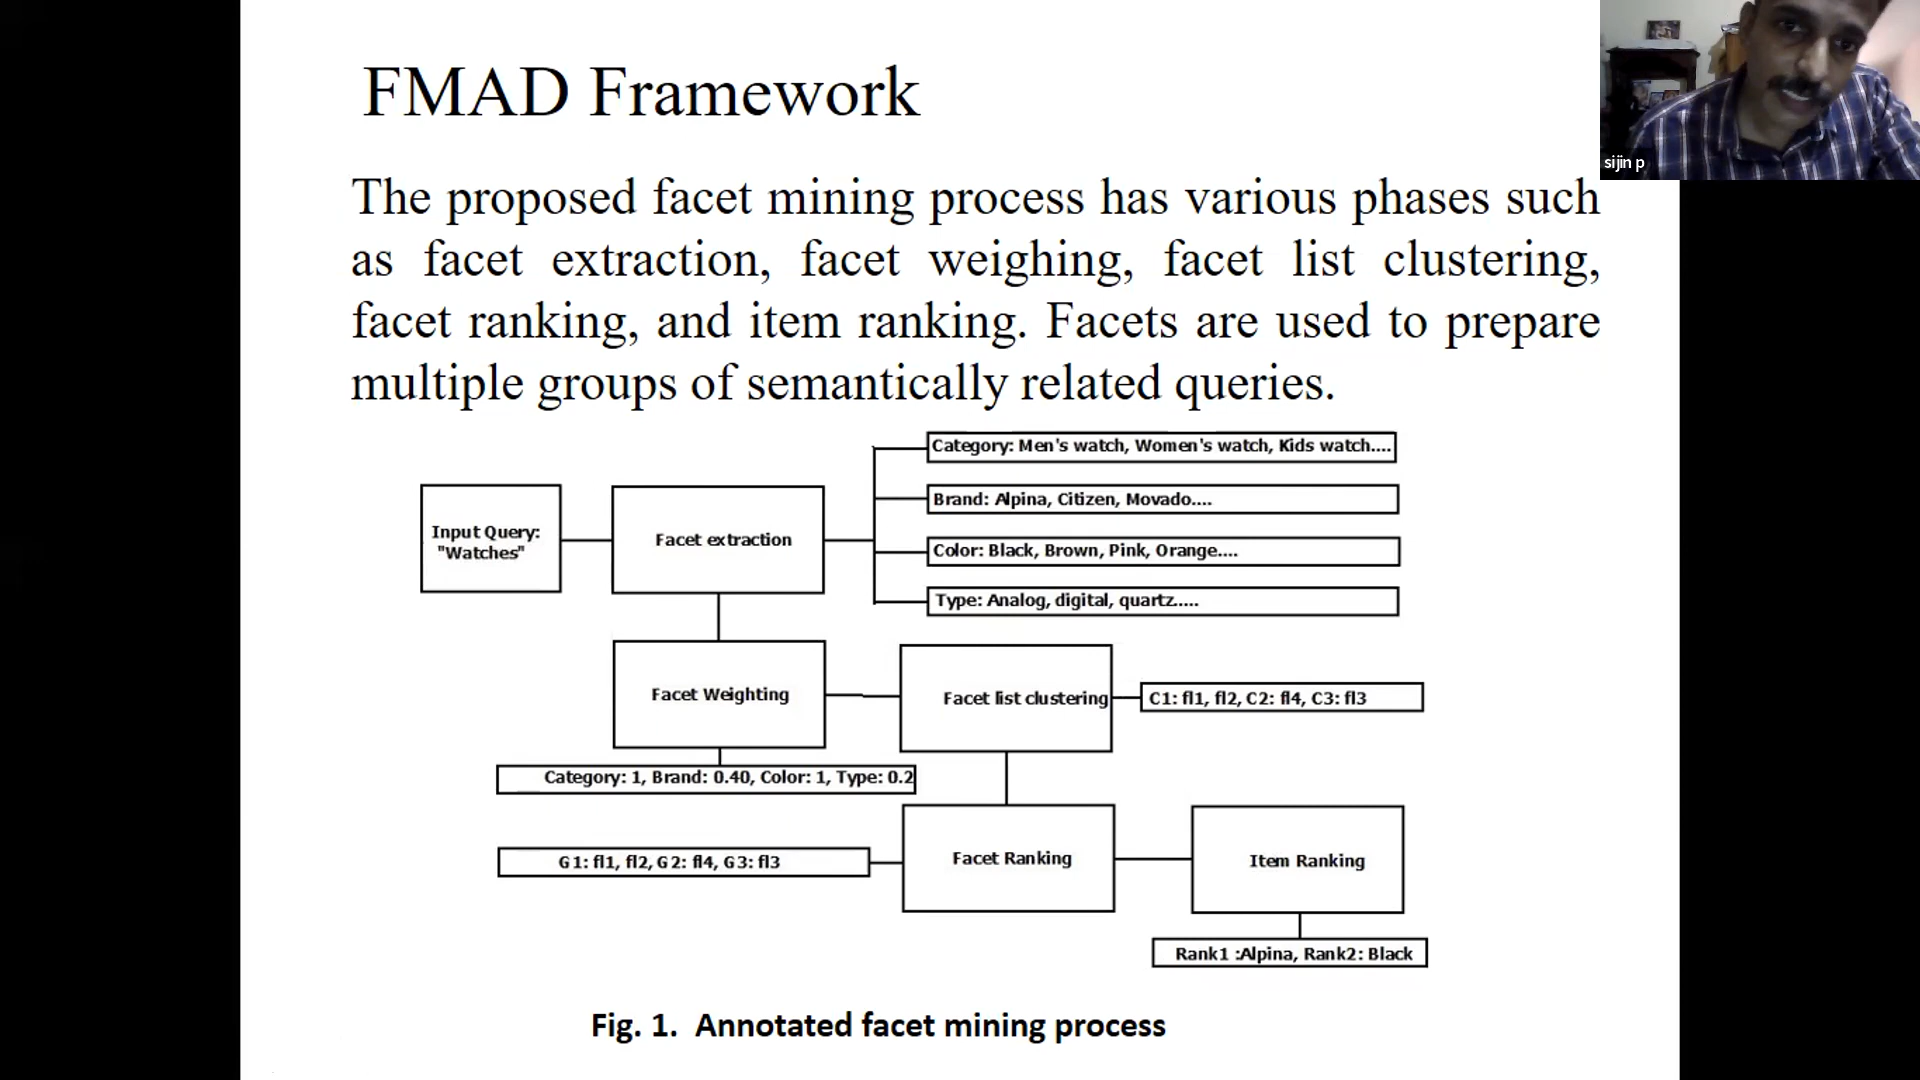 FMAD Framework
sijin p
The proposed facet mining process has various phases such
as facet extraction, facet weighing, facet list clustering,
facet ranking, and item ranking. Facets are used to prepare
multiple groups of semantically related queries.
Input Query:
"Watches"
Facet extraction
Category: Men's watch, Women's watch, Kids watch....
Brand: Alpina, Citizen, Movado....
Color: Black, Brown, Pink, Orange....
Type: Analog, digital, quartz.....
Facet Weighting
Facet list clustering
C1: fl1, fl2, C2: fl4, C3: fl3
Category: 1, Brand: 0.40, Color: 1, Type: 0.2
G1: fl1, fl2, G2: fl4, G3: fl3
Facet Ranking
Item Ranking
Rank1 :Alpina, Rank2: Black
Fig. 1. Annotated facet mining process